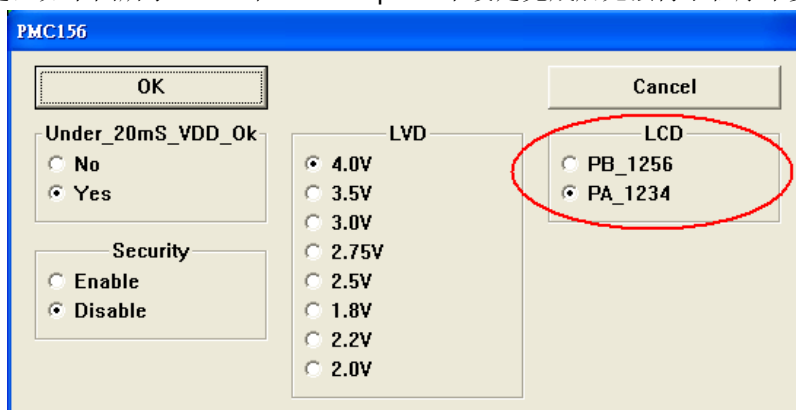 PMC156
OK
Cancel
Under_20mS_VDD_Ok
No
Yes
Security
Enable
Disable
LVD
4.0V
3.5V
3.0V
2.75V
2.5V
1.8V
2.2V
2.0V
LCD
PB_1256
PA_1234